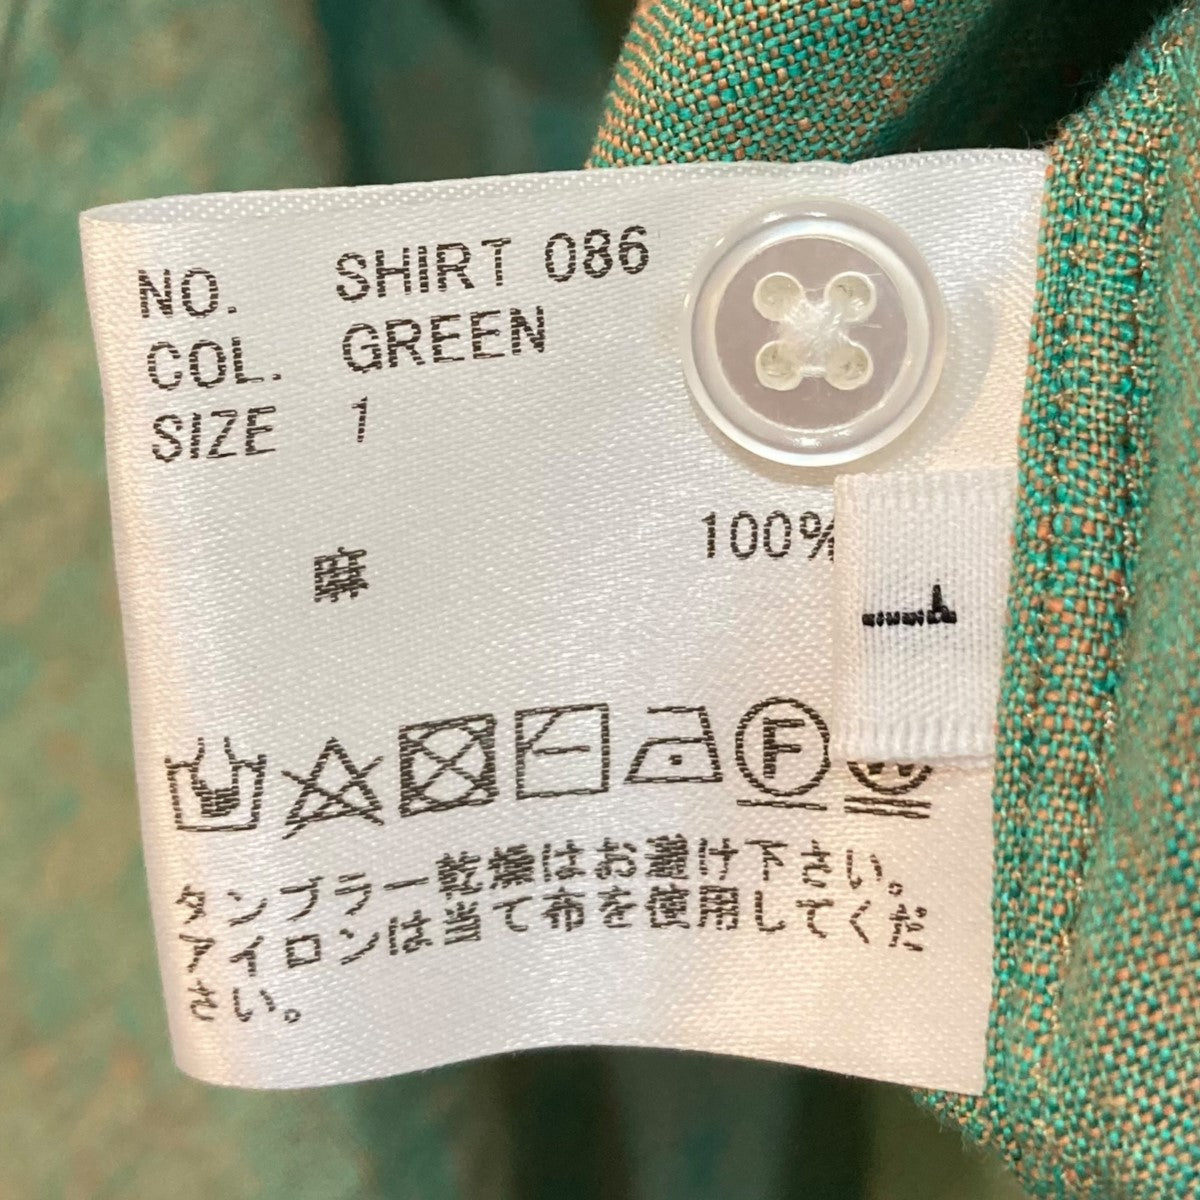 NO. SHIRT 086
COL. GREEN
SIZE 1
麻 100%
1
F
W
タンブラー乾燥はお避け下さい。
アイロンは当て布を使用してくださ
い。